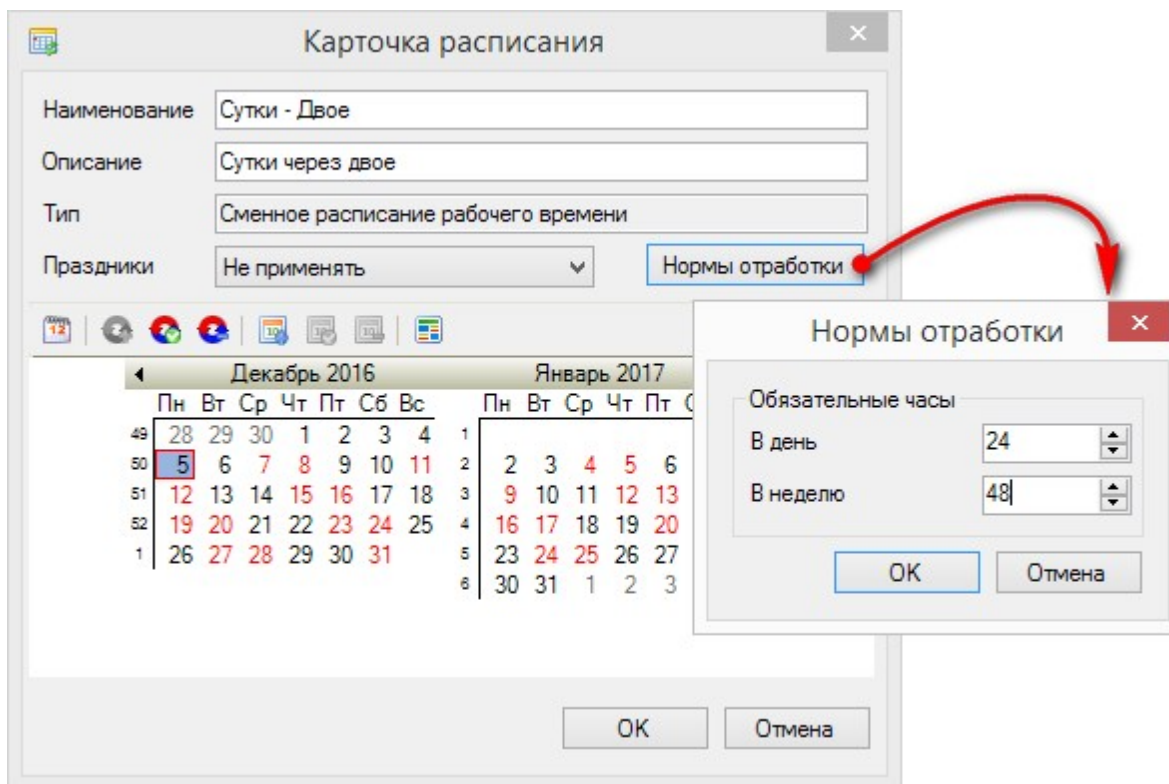 Карточка расписания
Наименование Сутки - Двое
Описание Сутки через двое
Тип Сменное расписание рабочего времени
Праздники Не применять Нормы отработки
12
Декабрь 2016 Январь 2017
Пн Вт Ср Чт Пт Сб Вс Пн Вт Ср Чт Пт
49 28 29 30 1 2 3 4 1
50 5 6 7 8 9 10 11 2 2 3 4 5 6
51 12 13 14 15 16 17 18 3 9 10 11 12 13
52 19 20 21 22 23 24 25 4 16 17 18 19 20
1 26 27 28 29 30 31 5 23 24 25 26 27
6 30 31 1 2 3
OK Отмена
Нормы отработки
Обязательные часы
В день 24
В неделю 48
OK Отмена